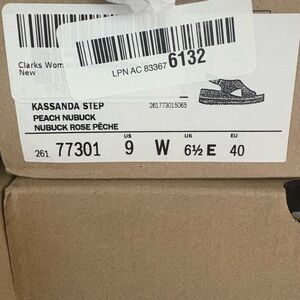 Clarks Wom
New
LPN AC 83367 6132
KASSANDA STEP
261773015065
PEACH NUBUCK
NUBUCK ROSE PÊCHE
US UK EU
261 77301 9 W 6½ E 40